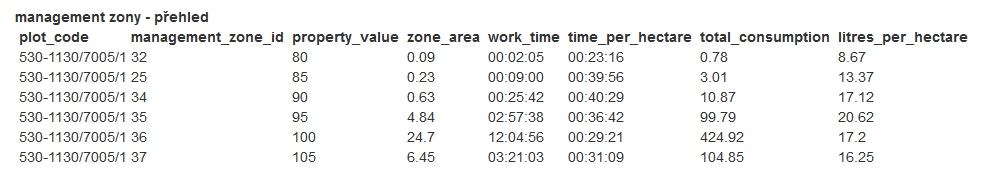 management zony - přehled
plot_code management_zone_id property_value zone_area work_time time_per_hectare total_consumption litres_per_hectare
530-1130/7005/1 32 80 0.09 00:02:05 00:23:16 0.78 8.67
530-1130/7005/1 25 85 0.23 00:09:00 00:39:56 3.01 13.37
530-1130/7005/1 34 90 0.63 00:25:42 00:40:29 10.87 17.12
530-1130/7005/1 35 95 4.84 02:57:38 00:36:42 99.79 20.62
530-1130/7005/1 36 100 24.7 12:04:56 00:29:21 424.92 17.2
530-1130/7005/1 37 105 6.45 03:21:03 00:31:09 104.85 16.25